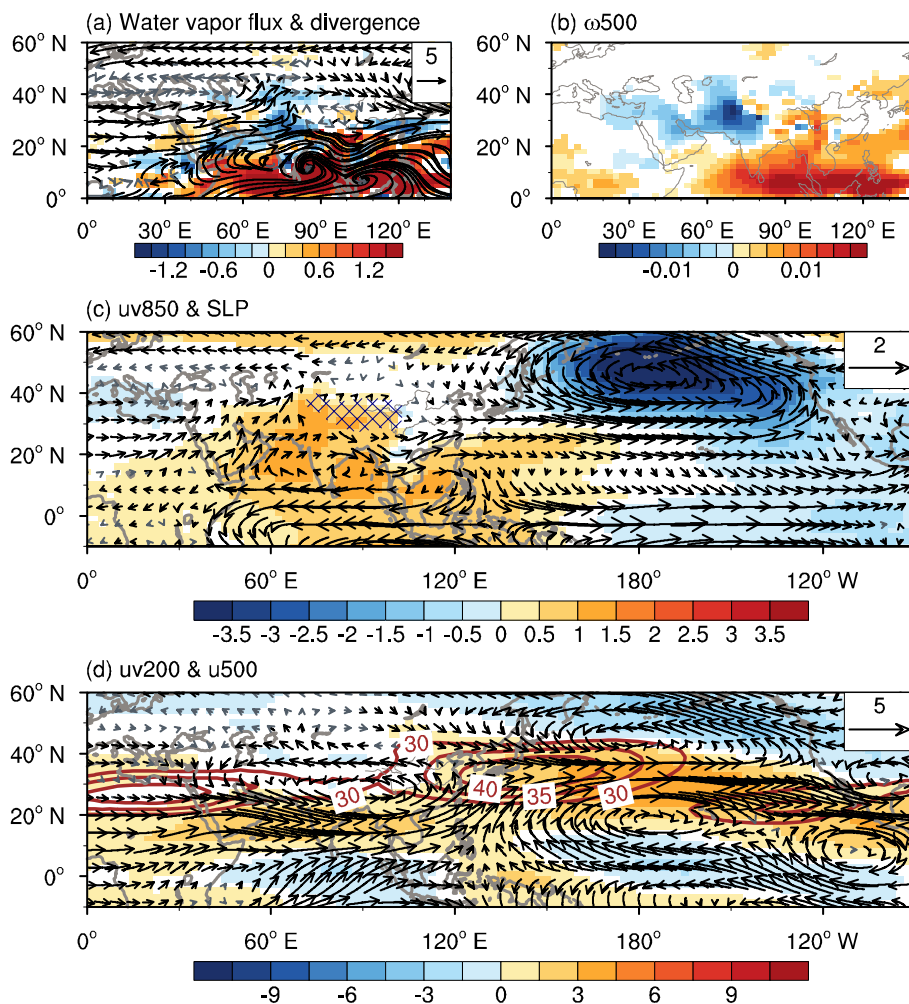 (a) Water vapor flux & divergence
(b) ω500
60° N
40° N
20° N
0°
5
60° N
40° N
20° N
0°
0° 30° E 60° E 90° E 120° E
0° 30° E 60° E 90° E 120° E
-1.2 -0.6 0 0.6 1.2
-0.01 0 0.01
(c) uv850 & SLP
60° N
40° N
20° N
0°
2
0° 60° E 120° E 180° 120° W
-3.5 -3 -2.5 -2 -1 -0.5 0 0.5 1 1.5 2.5 3 3.5
(d) uv200 & u500
60° N
40° N
20° N
0°
5
30
30
40
35
30
0° 60° E 120° E 180° 120° W
-9 -6 -3 0 3 6 9